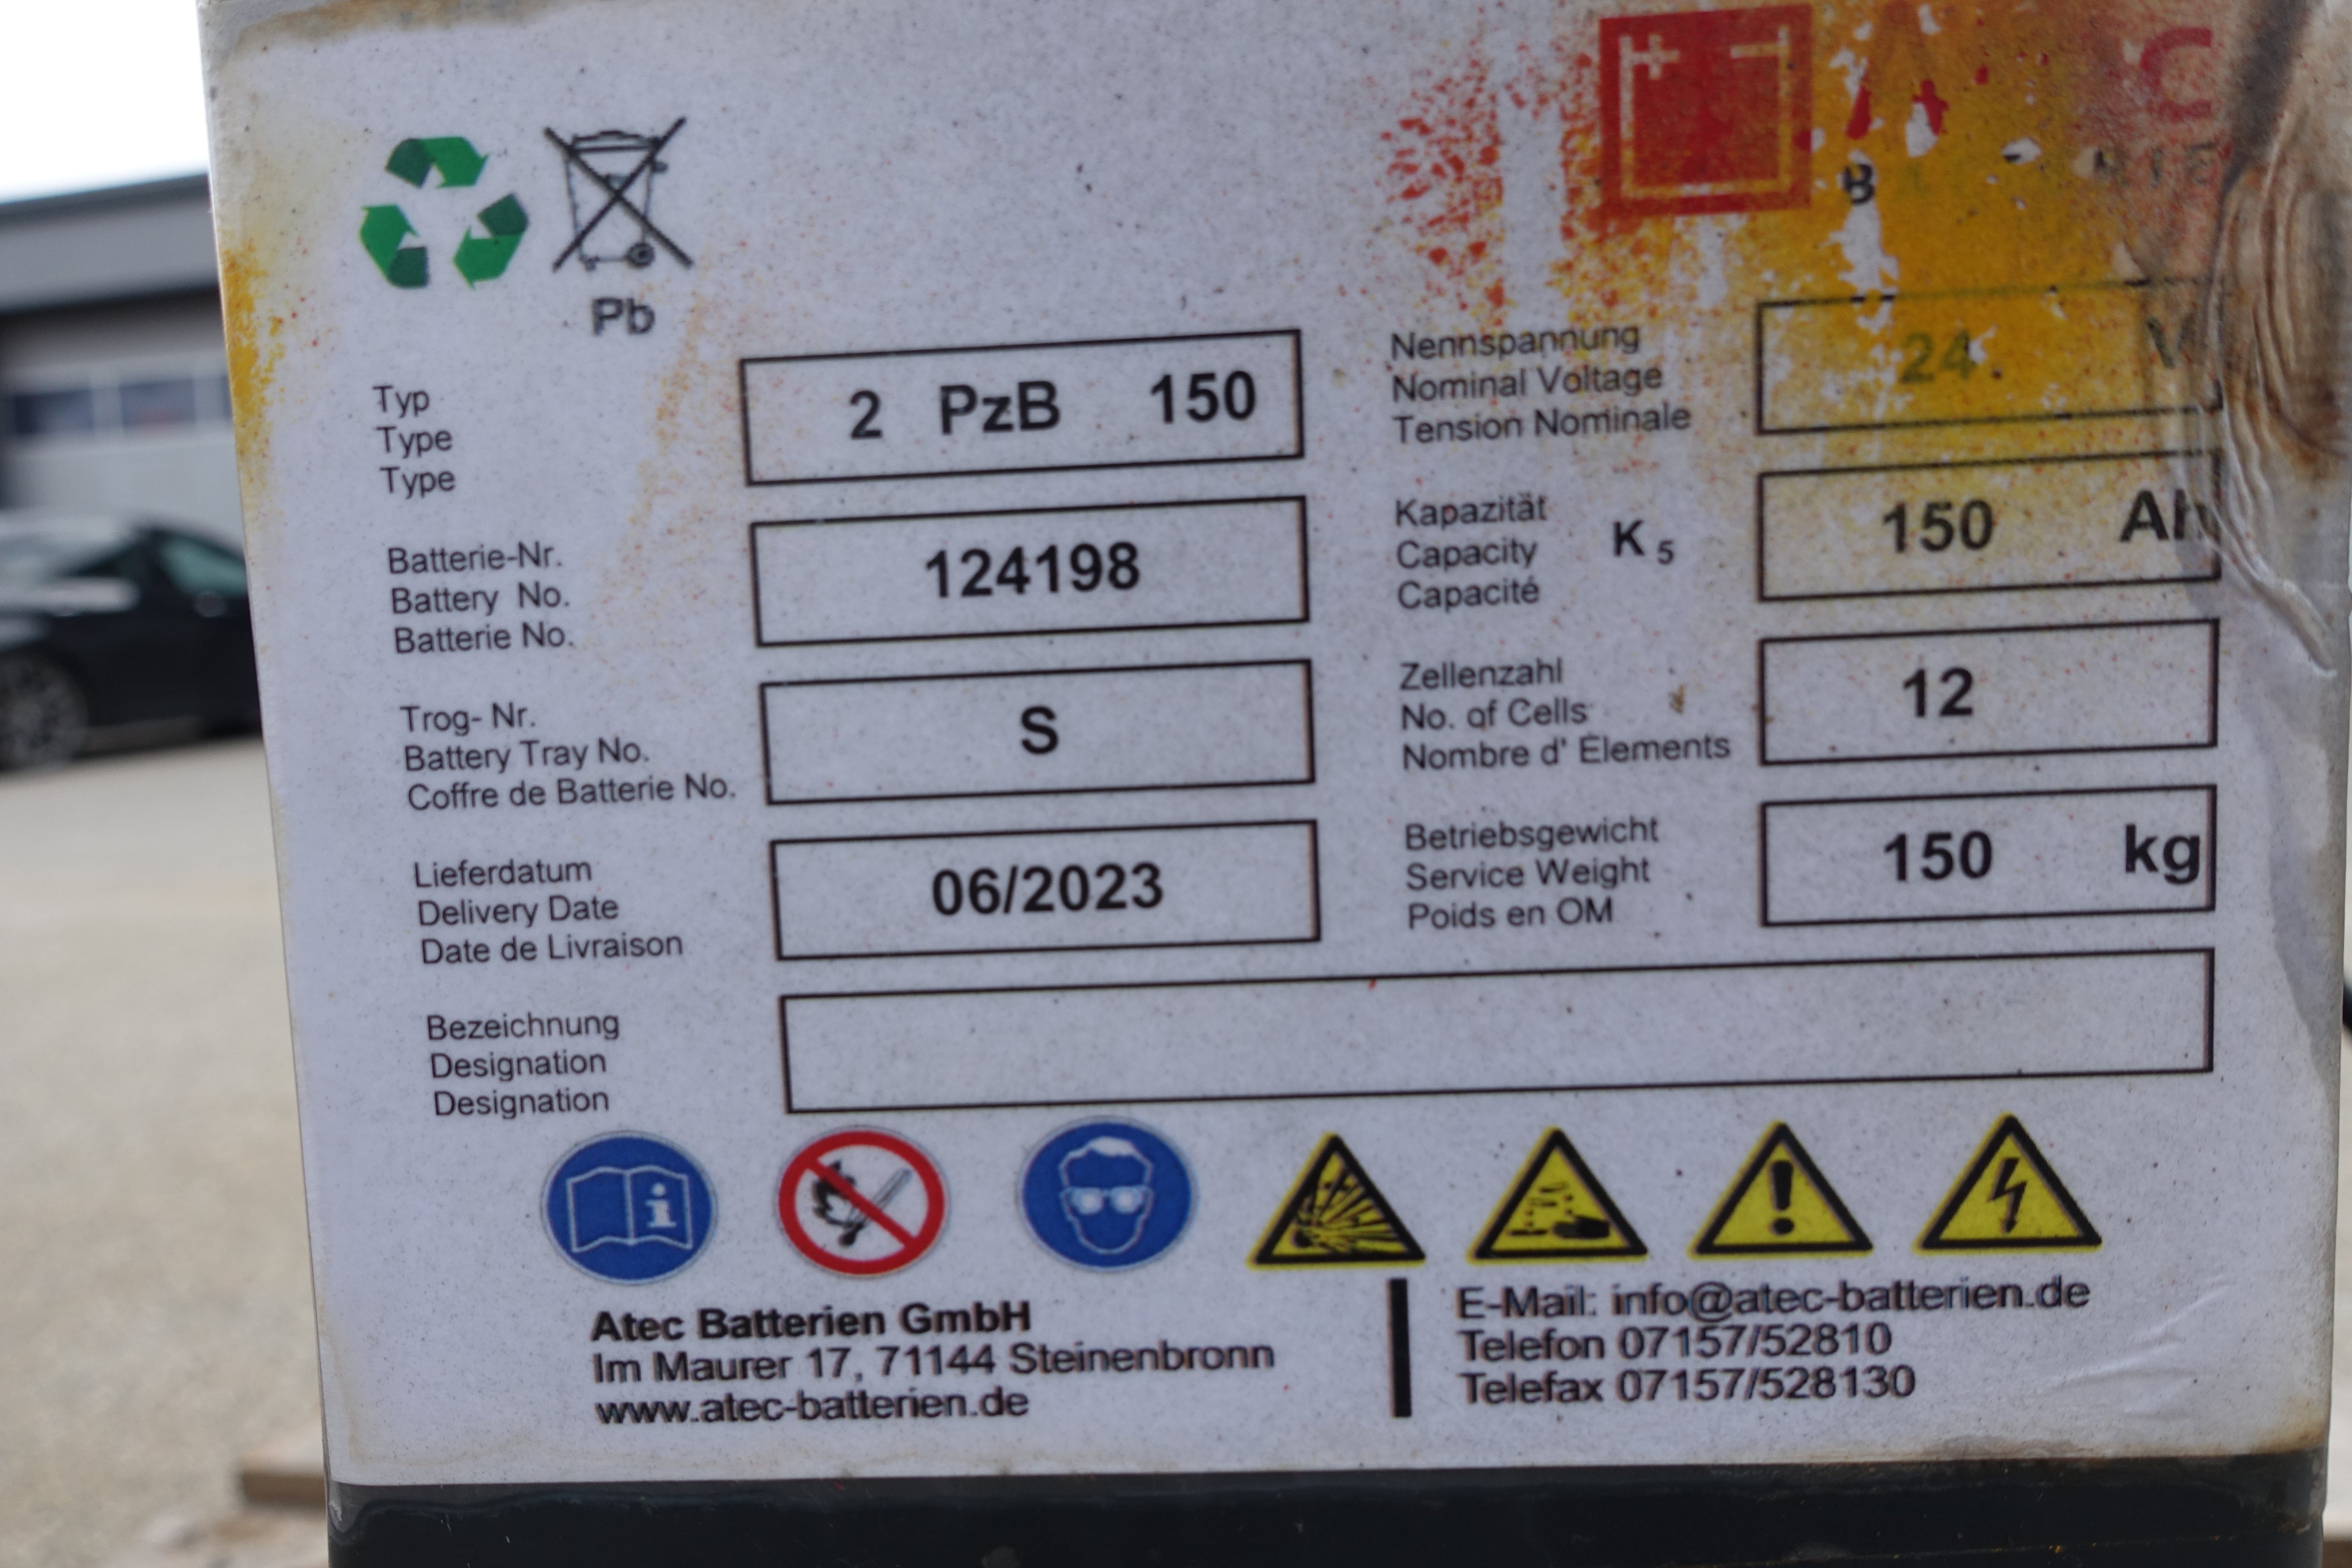 B
C
Pb
Typ
Type
Type
2 PzB 150
Nennspannung
Nominal Voltage
Tension Nominale
24 V
Batterie-Nr.
Battery No.
Batterie No.
124198
Kapazität
Capacity
Capacité
K 5
150 Ah
Trog- Nr.
Battery Tray No.
Coffre de Batterie No.
S
Zellenzahl
No. of Cells
Nombre d' Elements
12
Lieferdatum
Delivery Date
Date de Livraison
06/2023
Betriebsgewicht
Service Weight
Poids en OM
150 kg
Bezeichnung
Designation
Designation
Atec Batterien GmbH
Im Maurer 17, 71144 Steinenbronn
www.atec-batterien.de
E-Mail: info@atec-batterien.de
Telefon 07157/52810
Telefax 07157/528130